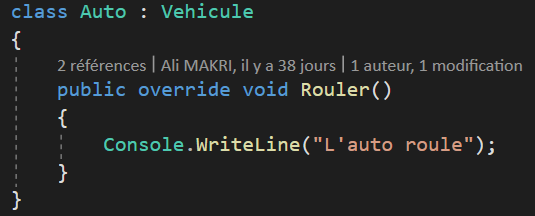 class Auto : Vehicule
{
2 références | Ali MAKRI, il y a 38 jours | 1 auteur, 1 modification
public override void Rouler()
{
Console.WriteLine("L'auto roule");
}
}